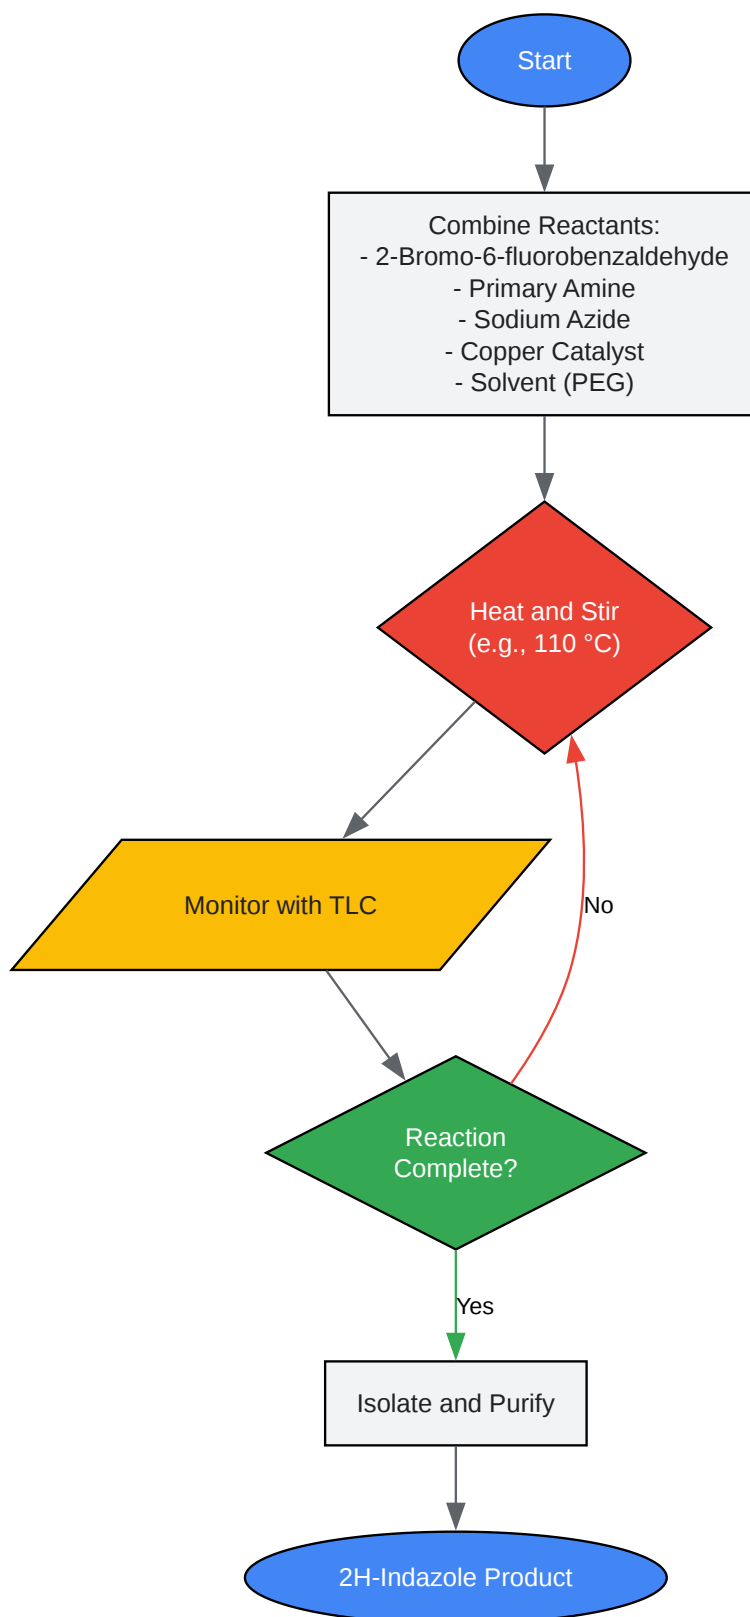 Start
Combine Reactants:
- 2-Bromo-6-fluorobenzaldehyde
- Primary Amine
- Sodium Azide
- Copper Catalyst
- Solvent (PEG)
Heat and Stir
(e.g., 110 °C)
Monitor with TLC
No
Reaction
Complete?
Yes
Isolate and Purify
2H-Indazole Product